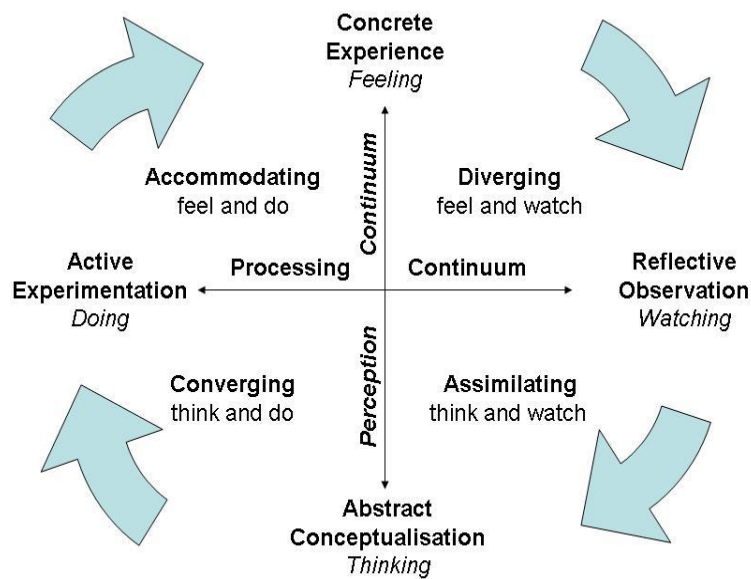 Concrete
Experience
Feeling
Continuum
Accommodating
feel and do
Diverging
feel and watch
Active
Experimentation
Doing
Processing
Continuum
Reflective
Observation
Watching
Perception
Converging
think and do
Assimilating
think and watch
Abstract
Conceptualisation
Thinking